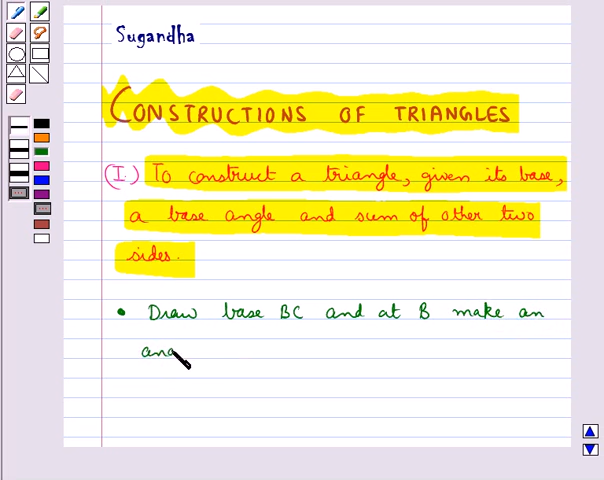 Sugandha
CONSTRUCTIONS OF TRIANGLES
(I.) To construct a triangle, given its base,
a base angle and sum of other two
sides.
• Draw base BC and at B make an
ang